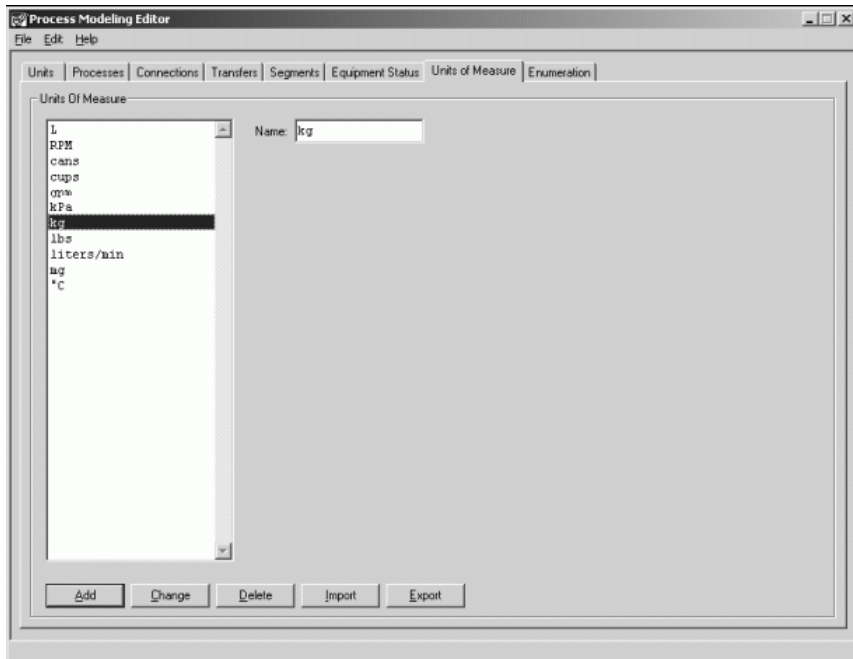 Process Modeling Editor
File Edit Help
Units Processes Connections Transfers Segments Equipment Status Units of Measure Enumeration
Units Of Measure
L
Name: kg
RPM
cans
cups
gpm
kPa
kg
lbs
liters/min
mg
°C
Add Change Delete Import Export